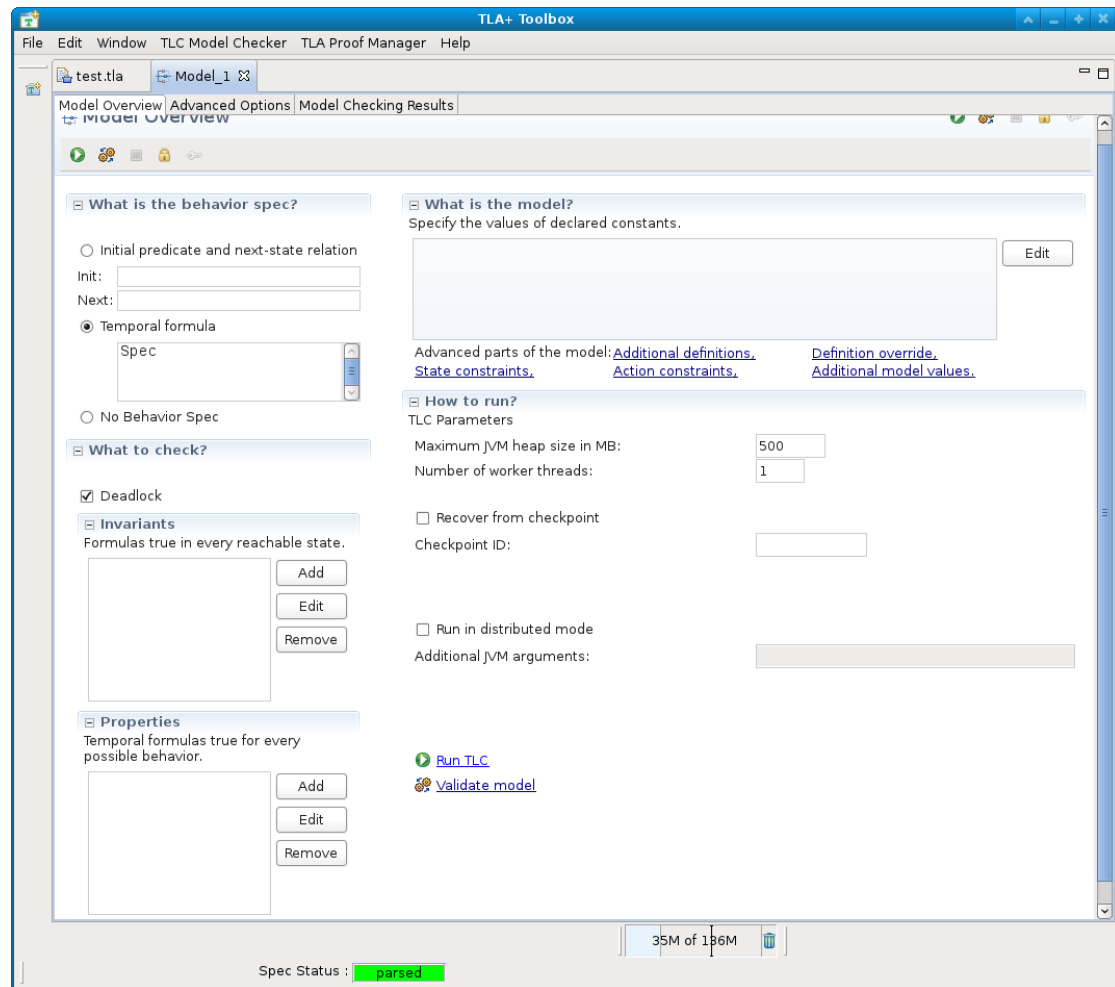 TLA+ Toolbox
File Edit Window TLC Model Checker TLA Proof Manager Help
test.tla Model_1
Model Overview Advanced Options Model Checking Results
Model Overview
What is the behavior spec?
Initial predicate and next-state relation
Init:
Next:
Temporal formula
Spec
No Behavior Spec
What to check?
Deadlock
Invariants
Formulas true in every reachable state.
Add
Edit
Remove
Properties
Temporal formulas true for every
possible behavior.
Add
Edit
Remove
What is the model?
Specify the values of declared constants.
Edit
Advanced parts of the model: Additional definitions, Definition override,
State constraints, Action constraints, Additional model values.
How to run?
TLC Parameters
Maximum JVM heap size in MB: 500
Number of worker threads: 1
Recover from checkpoint
Checkpoint ID:
Run in distributed mode
Additional JVM arguments:
Run TLC
Validate model
35M of 136M
Spec Status : parsed